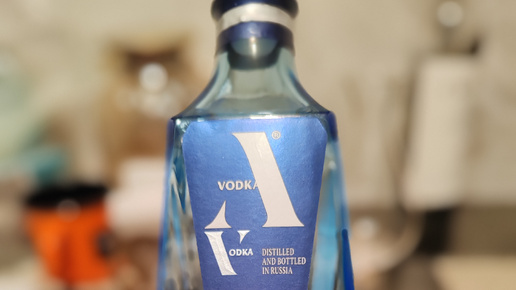 A®
VODKA
VODKA
DISTILLED
AND BOTTLED
IN RUSSIA